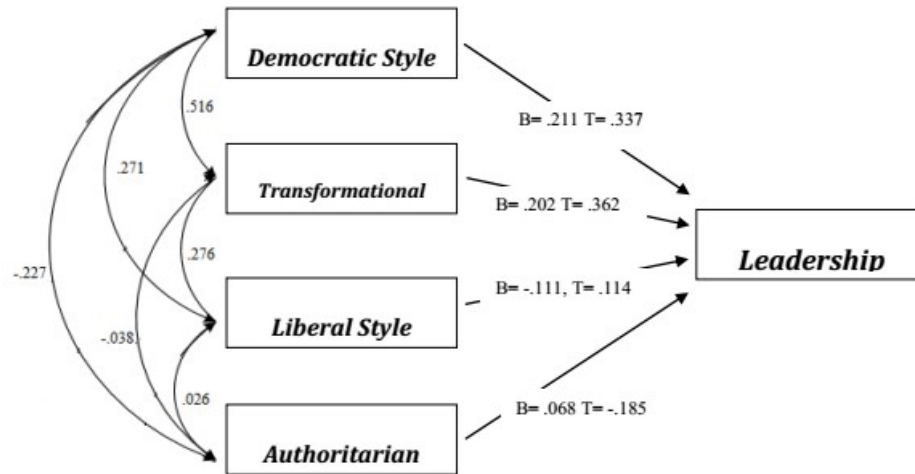 Democratic Style
.516
B= .211 T= .337
.271
Transformational
B= .202 T= .362
.276
-.227
Leadership
B= -.111, T= .114
Liberal Style
-.038
.026
B= .068 T= -.185
Authoritarian